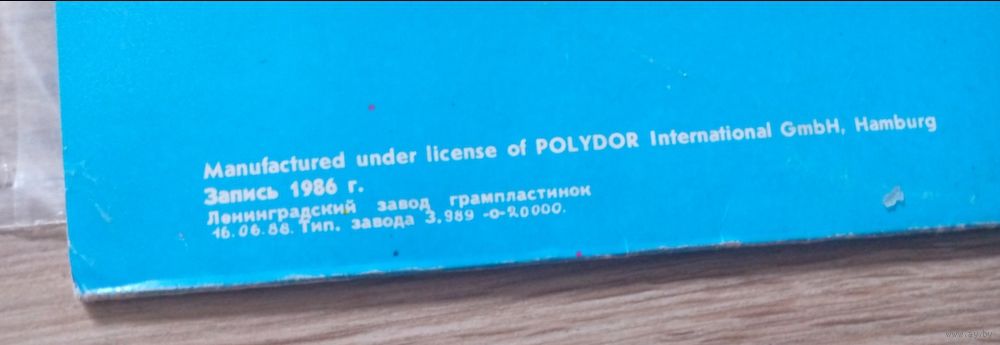 Manufactured under license of POLYDOR International GmbH, Hamburg
Запись 1986 г.
Ленинградский завод грампластинок
16.06.88. Тип. завода З.989 -о-20000.